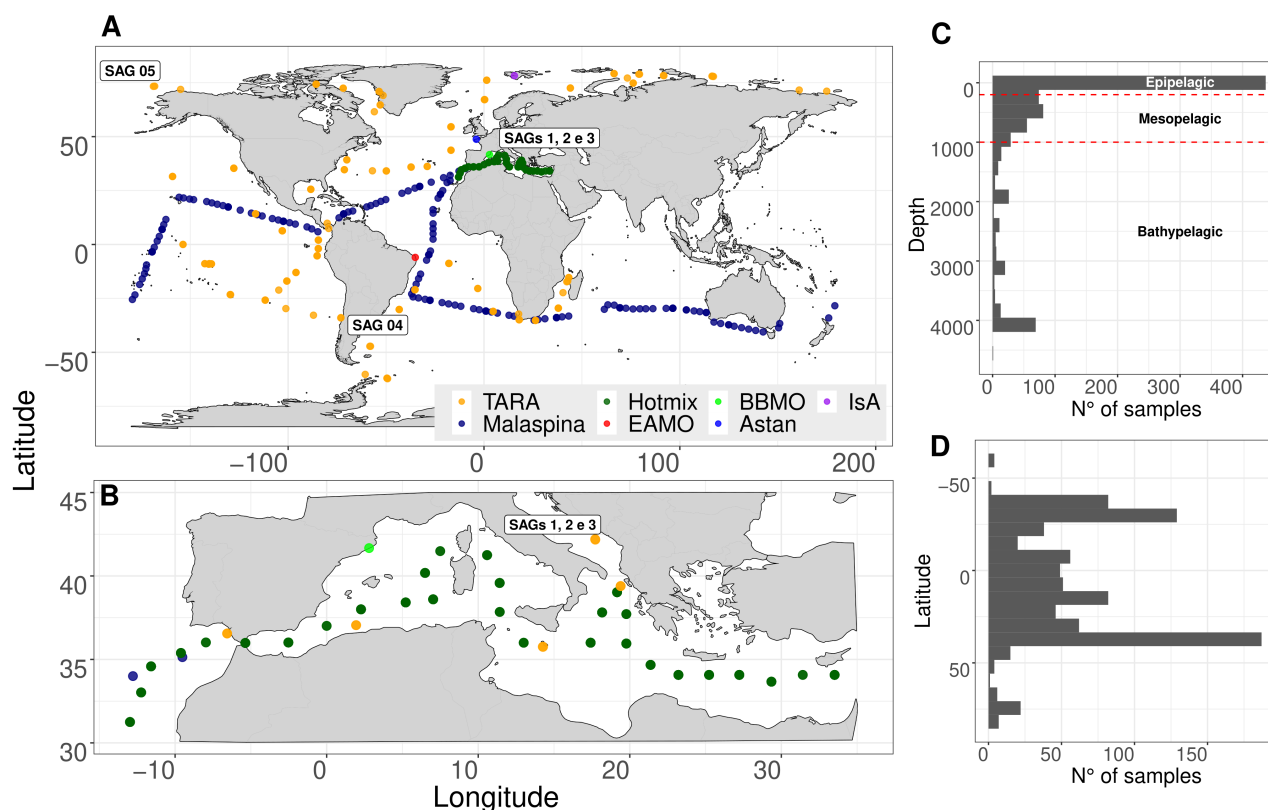 A
SAG 05
SAGs 1, 2 e 3
SAG 04
50
0
−50
−100
0
100
200
TARA
Hotmix
BBMO
IsA
Malaspina
EAMO
Astan
Latitude
B
SAGs 1, 2 e 3
45
40
35
30
−10
0
10
20
30
Longitude
C
Epipelagic
Mesopelagic
Bathypelagic
0
1000
2000
3000
4000
Depth
0
100
200
300
400
N° of samples
D
−50
0
50
Latitude
0
50
100
150
N° of samples